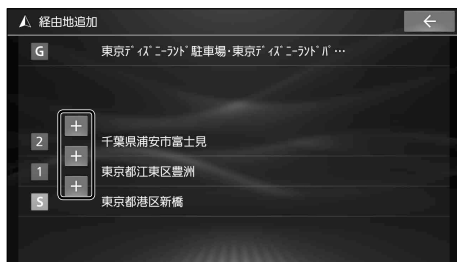 経由地追加
G 東京ﾃﾞｨｽﾞﾆｰﾗﾝﾄﾞ駐車場･東京ﾃﾞｨｽﾞﾆｰﾗﾝﾄﾞﾊﾟ…
+
2 千葉県浦安市富士見
+
1 東京都江東区豊洲
+
S 東京都港区新橋